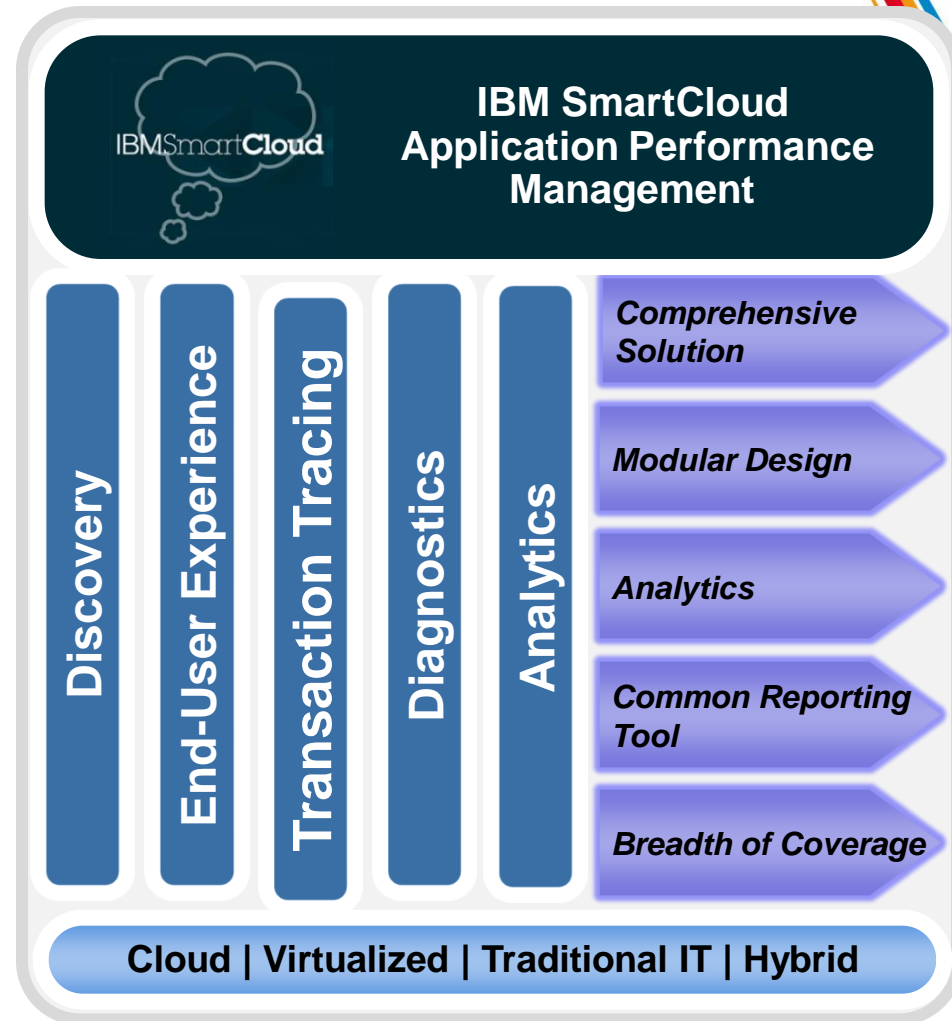 IBMSmartCloud
IBM SmartCloud
Application Performance
Management
Discovery
End-User Experience
Transaction Tracing
Diagnostics
Analytics
Comprehensive
Solution
Modular Design
Analytics
Common Reporting
Tool
Breadth of Coverage
Cloud | Virtualized | Traditional IT | Hybrid